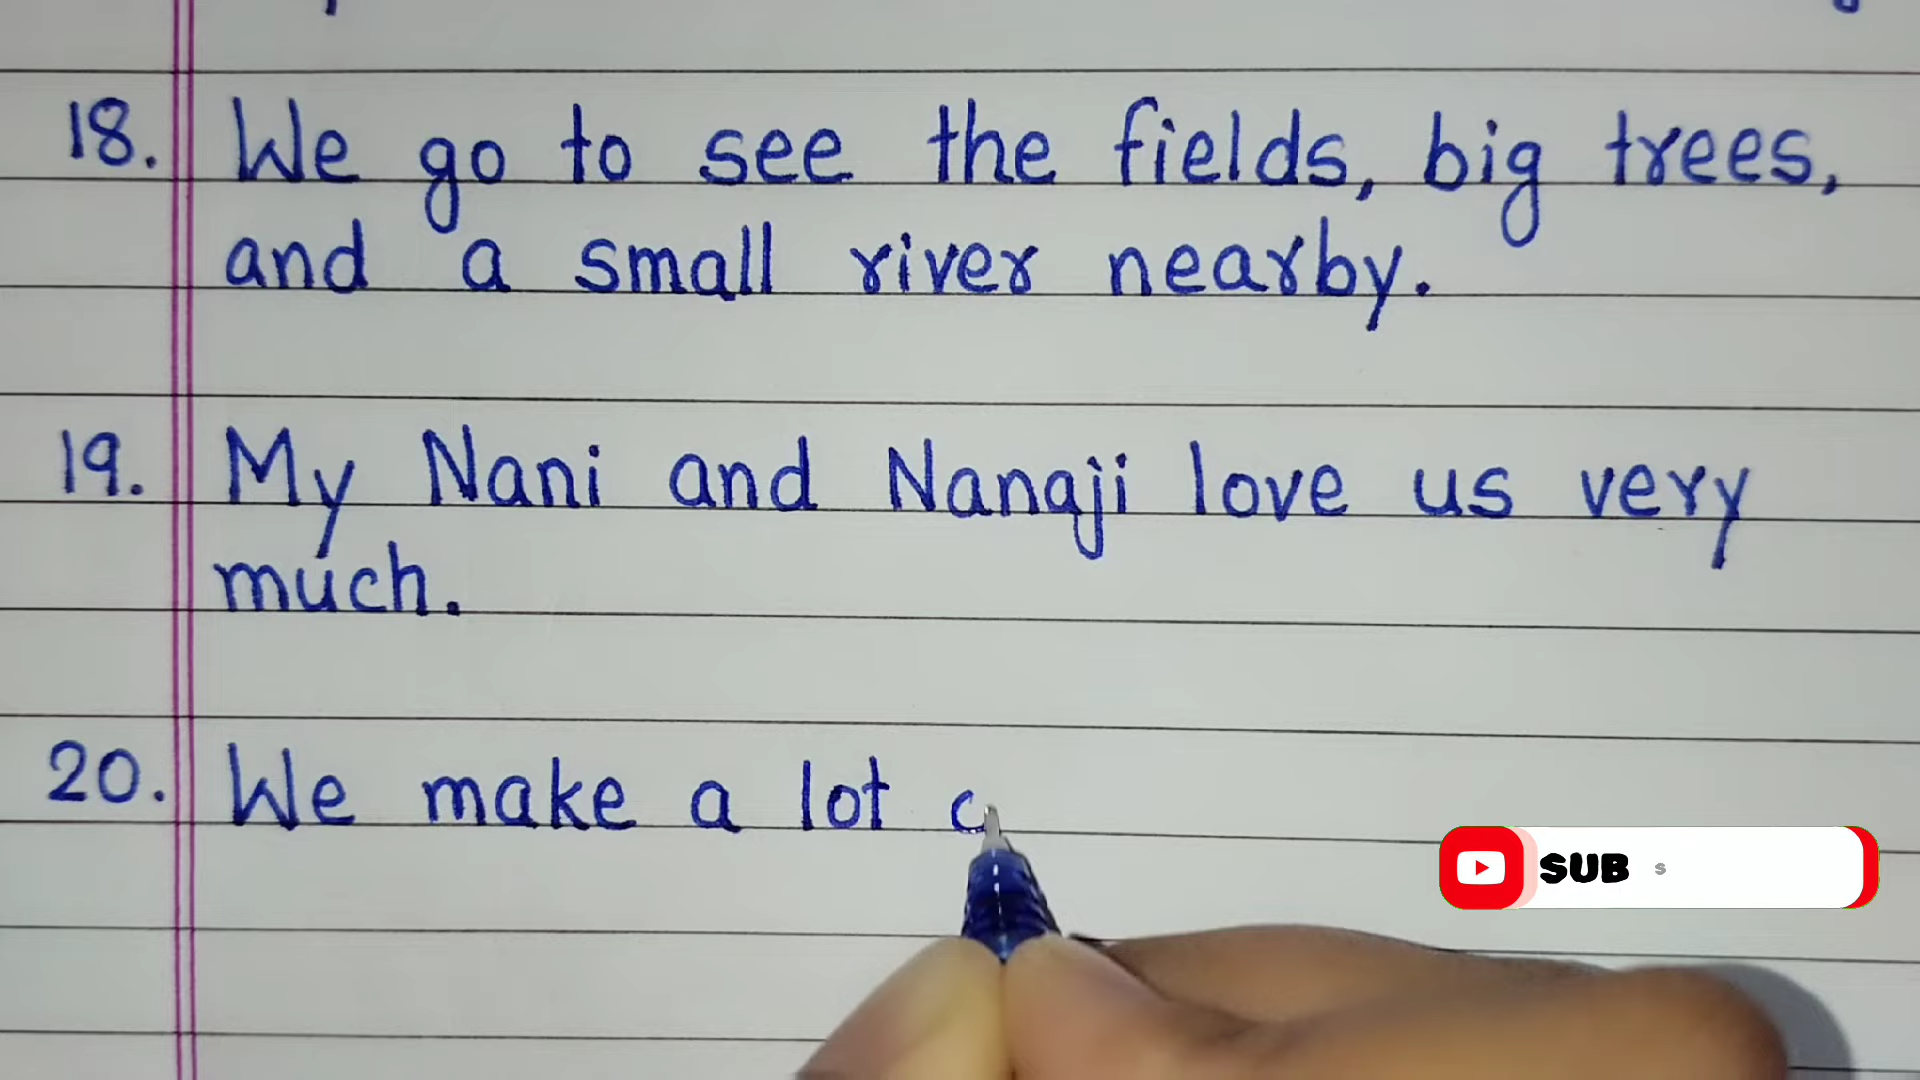 18. We go to see the fields, big trees,
and a small river nearby.
19. My Nani and Nanaji love us very
much.
20. We make a lot
SUB